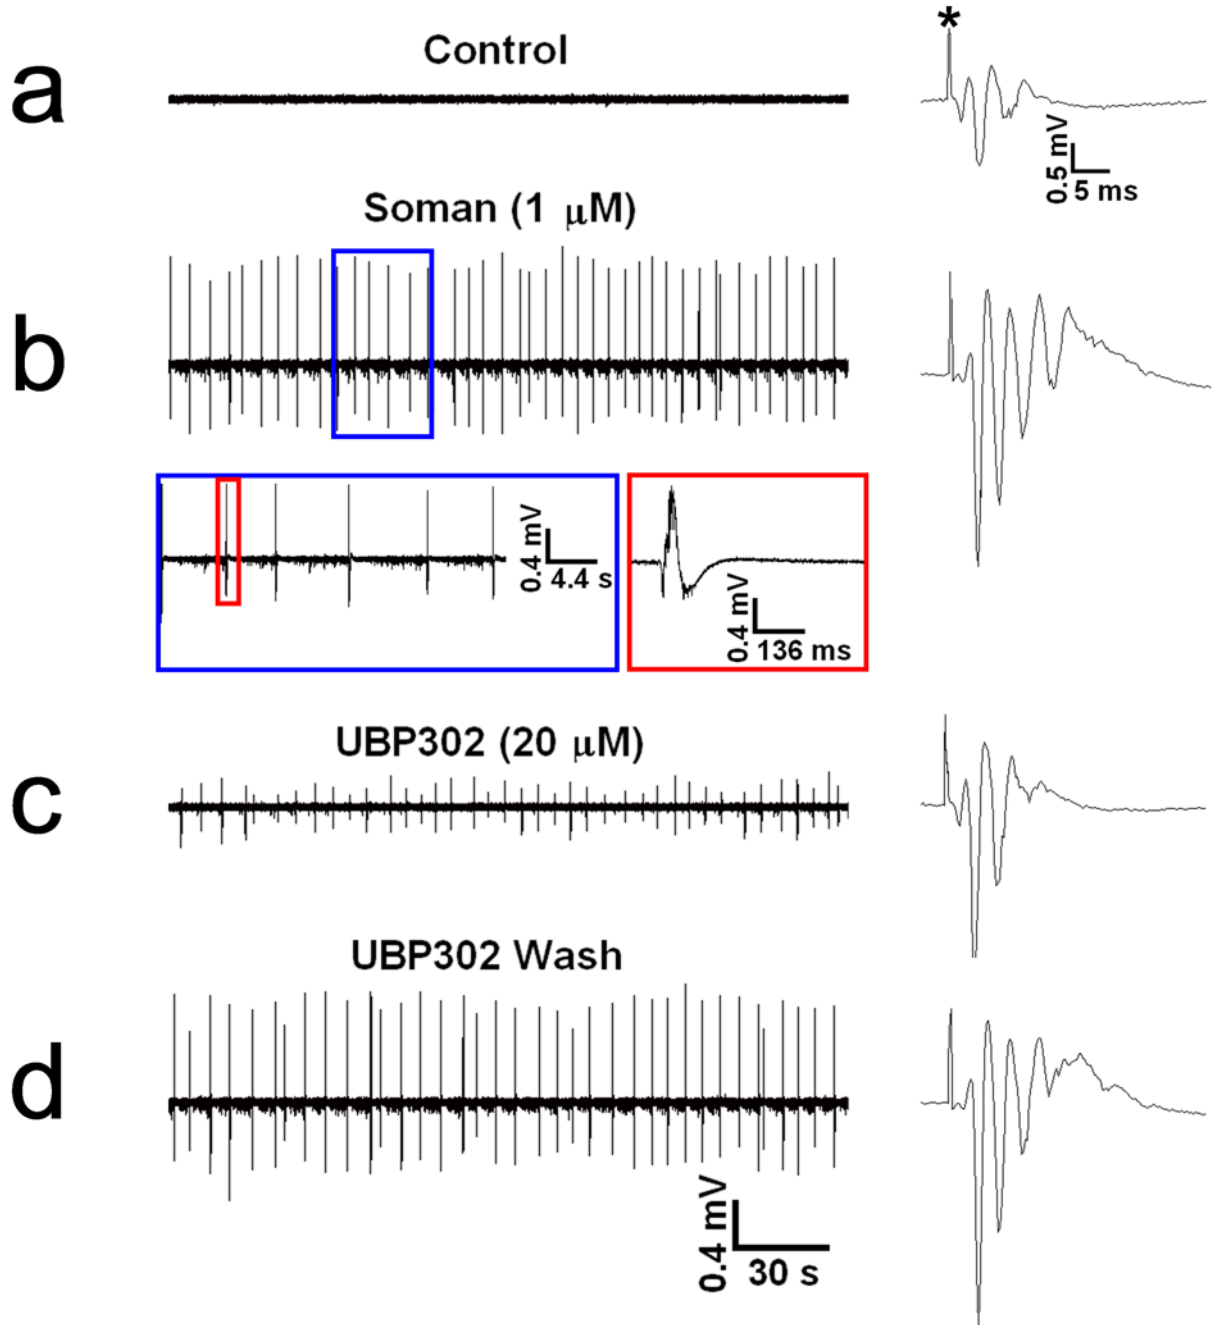 a
Control
*
0.5 mV
5 ms
Soman (1 μM)
b
0.4 mV
4.4 s
0.4 mV
136 ms
UBP302 (20 μM)
c
UBP302 Wash
d
0.4 mV
30 s